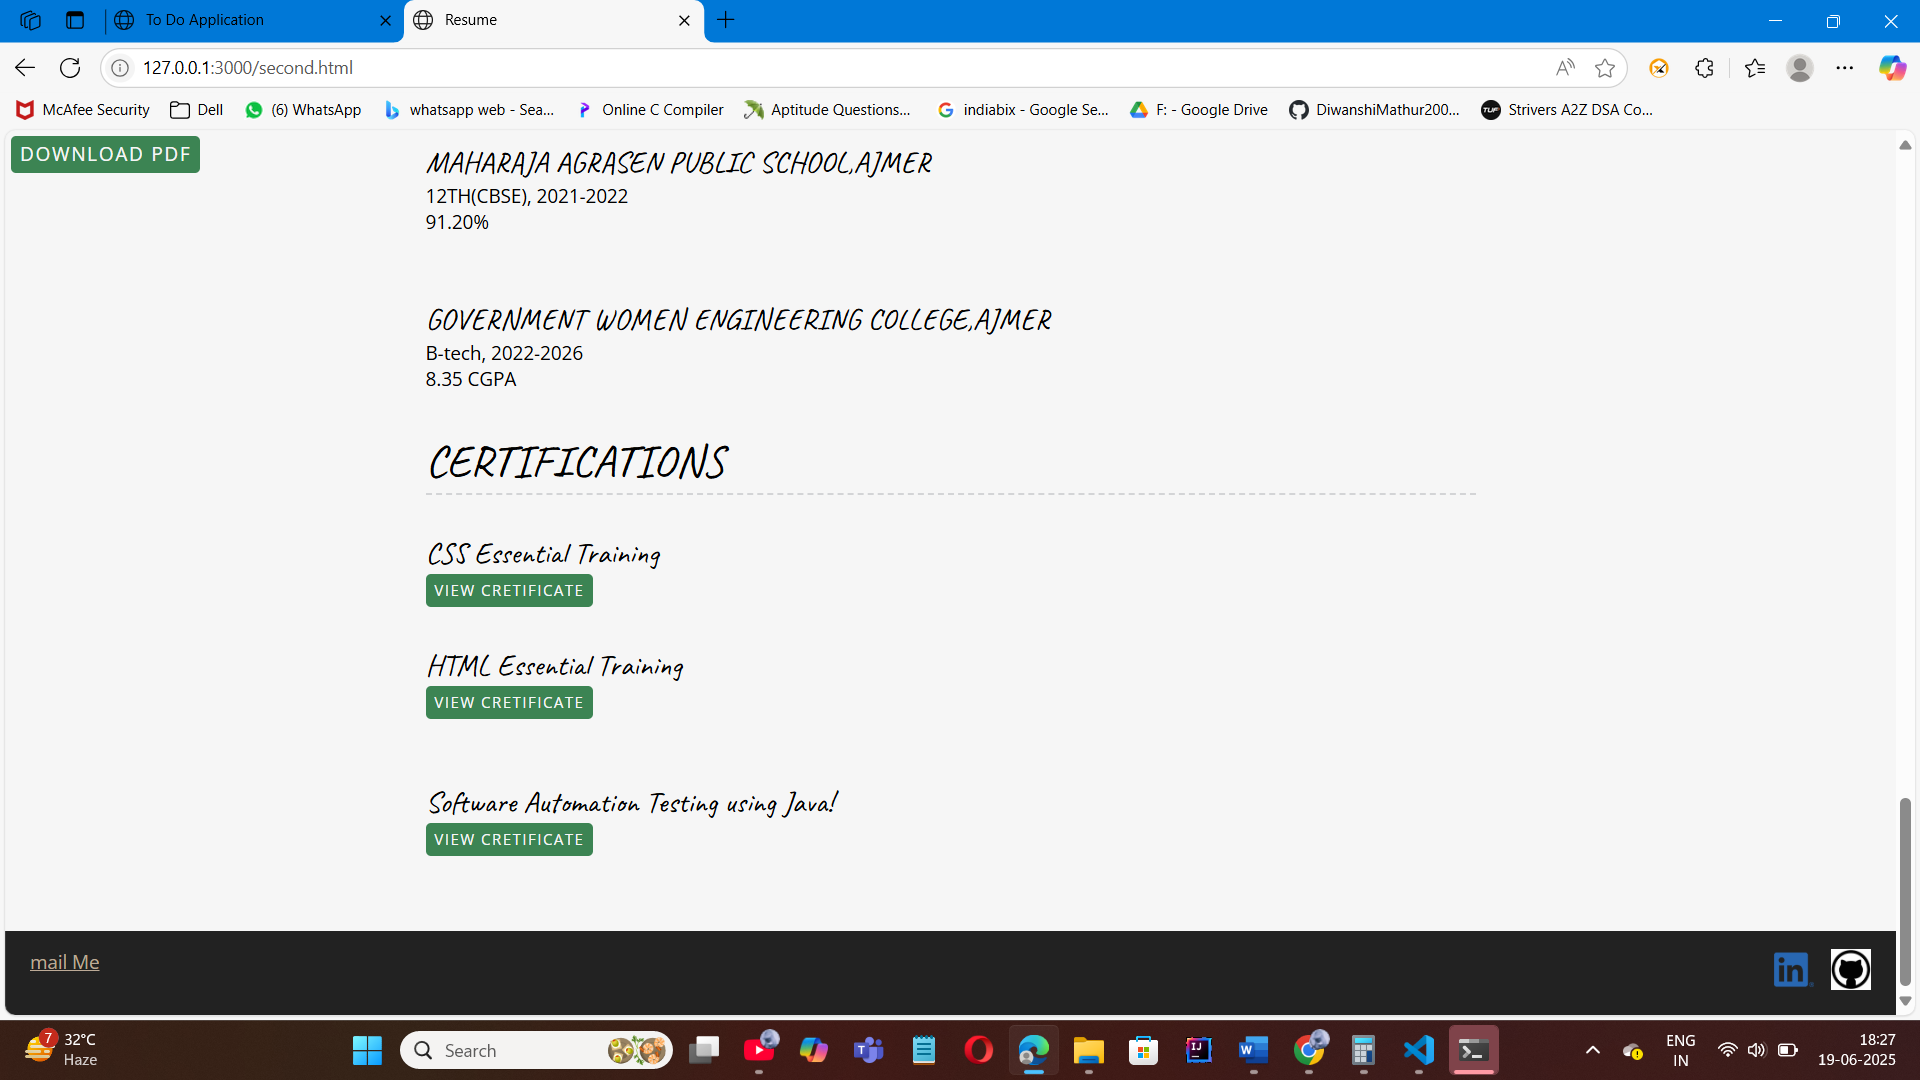 To Do Application
Resume
127.0.0.1:3000/second.html
McAfee Security
Dell
(6) WhatsApp
whatsapp web - Sea...
Online C Compiler
Aptitude Questions...
indiabix - Google Se...
F: - Google Drive
DiwanshiMathur200...
Strivers A2Z DSA Co...
DOWNLOAD PDF
MAHARAJA AGRASEN PUBLIC SCHOOL,AJMER
12TH(CBSE), 2021-2022
91.20%
GOVERNMENT WOMEN ENGINEERING COLLEGE,AJMER
B-tech, 2022-2026
8.35 CGPA
CERTIFICATIONS
CSS Essential Training
VIEW CRETIFICATE
HTML Essential Training
VIEW CRETIFICATE
Software Automation Testing using Java!
VIEW CRETIFICATE
mail Me
in
7
32°C
Haze
Search
ENG
IN
18:27
19-06-2025